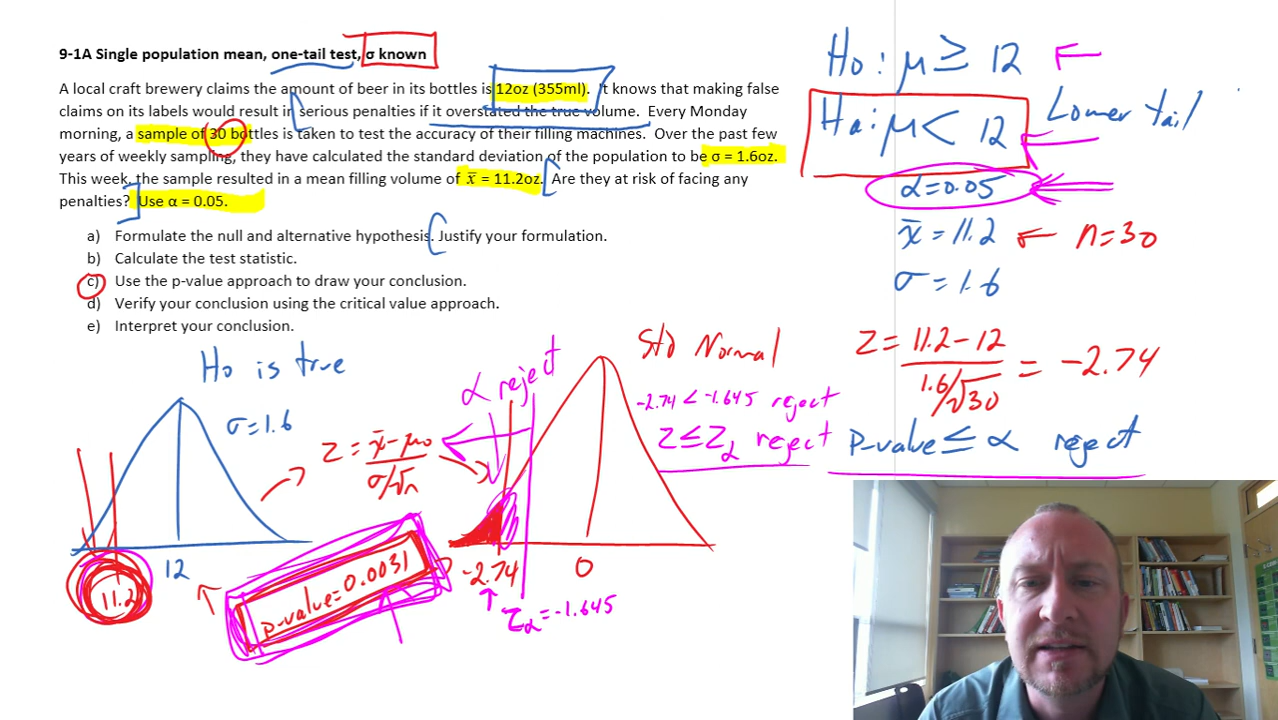 9-1A Single population mean, one-tail test, σ known
A local craft brewery claims the amount of beer in its bottles is 12oz (355ml). It knows that making false
claims on its labels would result in serious penalties if it overstated the true volume. Every Monday
morning, a sample of 30 bottles is taken to test the accuracy of their filling machines. Over the past few
years of weekly sampling, they have calculated the standard deviation of the population to be σ = 1.6oz.
This week, the sample resulted in a mean filling volume of x̄ = 11.2oz. Are they at risk of facing any
penalties? Use α = 0.05.
a) Formulate the null and alternative hypothesis. Justify your formulation.
b) Calculate the test statistic.
c) Use the p-value approach to draw your conclusion.
d) Verify your conclusion using the critical value approach.
e) Interpret your conclusion.
Ho: μ ≥ 12
Ha: μ < 12 Lower tail
α=0.05
x̄ = 11.2 n=30
σ = 1.6
Z = 11.2-12 / 1.6/√30 = -2.74
p-value ≤ α reject
Ho is true
σ=1.6
12
11.2
Z = x̄-μ0 / σ/√n
p-value=0.0031
α reject
Std Normal
-2.74 < -1.645 reject
Z ≤ Zα reject
-2.74
0
Zα = -1.645